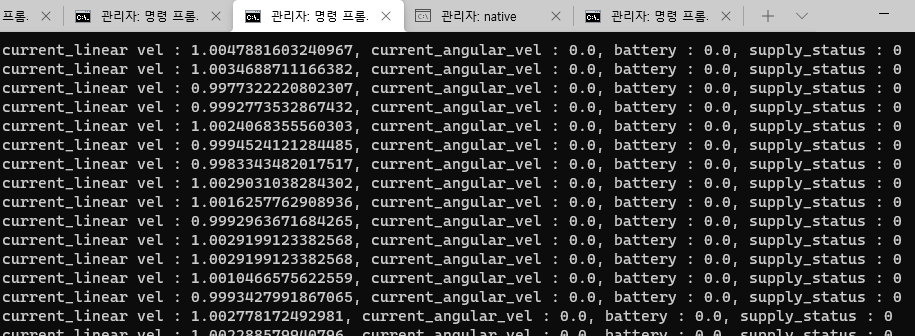 프롬.
관리자: 명령 프롬.
관리자: 명령 프롬.
관리자: native
관리자: 명령 프롬.
current_linear vel : 1.0047881603240967, current_angular_vel : 0.0, battery : 0.0, supply_status : 0
current_linear vel : 1.0034688711166382, current_angular_vel : 0.0, battery : 0.0, supply_status : 0
current_linear vel : 0.9977322220802307, current_angular_vel : 0.0, battery : 0.0, supply_status : 0
current_linear vel : 0.9992773532867432, current_angular_vel : 0.0, battery : 0.0, supply_status : 0
current_linear vel : 1.0024068355560303, current_angular_vel : 0.0, battery : 0.0, supply_status : 0
current_linear vel : 0.9994524121284485, current_angular_vel : 0.0, battery : 0.0, supply_status : 0
current_linear vel : 0.9983343482017517, current_angular_vel : 0.0, battery : 0.0, supply_status : 0
current_linear vel : 1.0029031038284302, current_angular_vel : 0.0, battery : 0.0, supply_status : 0
current_linear vel : 1.0016257762908936, current_angular_vel : 0.0, battery : 0.0, supply_status : 0
current_linear vel : 0.9992963671684265, current_angular_vel : 0.0, battery : 0.0, supply_status : 0
current_linear vel : 1.0029199123382568, current_angular_vel : 0.0, battery : 0.0, supply_status : 0
current_linear vel : 1.0029199123382568, current_angular_vel : 0.0, battery : 0.0, supply_status : 0
current_linear vel : 1.0010466575622559, current_angular_vel : 0.0, battery : 0.0, supply_status : 0
current_linear vel : 0.9993427991867065, current_angular_vel : 0.0, battery : 0.0, supply_status : 0
current_linear vel : 1.002778172492981, current_angular_vel : 0.0, battery : 0.0, supply_status : 0
current_linear vel : 1.002288579940796, current_angular_vel : 0.0, battery : 0.0, supply_status : 0